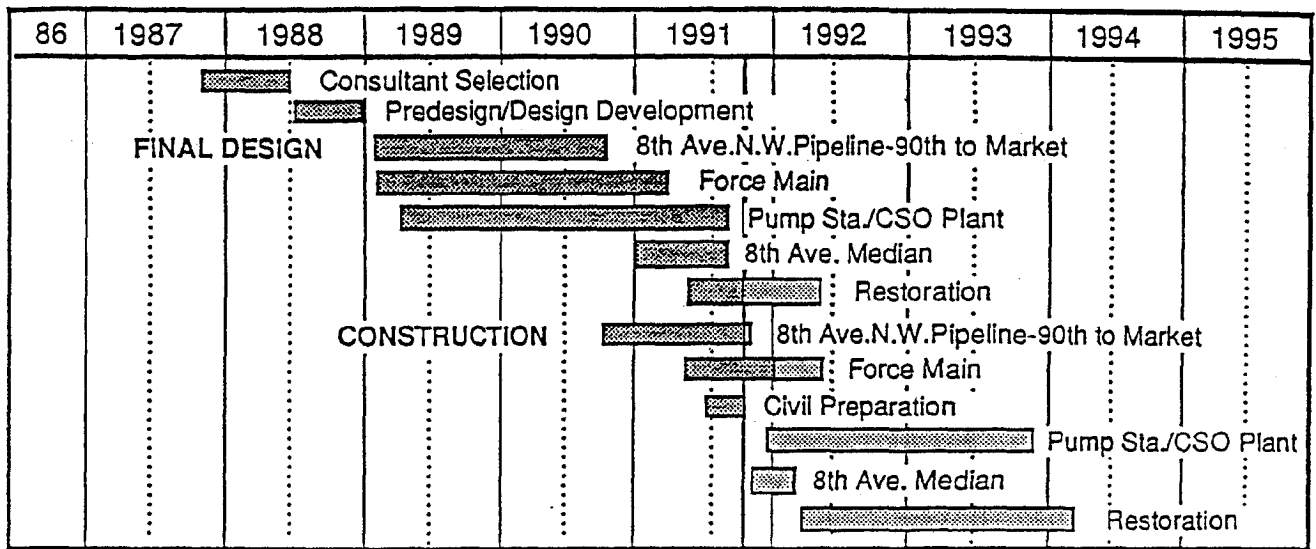 86 1987 1988 1989 1990 1991 1992 1993 1994 1995
Consultant Selection
Predesign/Design Development
FINAL DESIGN 8th Ave.N.W.Pipeline-90th to Market
Force Main
Pump Sta./CSO Plant
8th Ave. Median
Restoration
CONSTRUCTION 8th Ave.N.W.Pipeline-90th to Market
Force Main
Civil Preparation
Pump Sta./CSO Plant
8th Ave. Median
Restoration